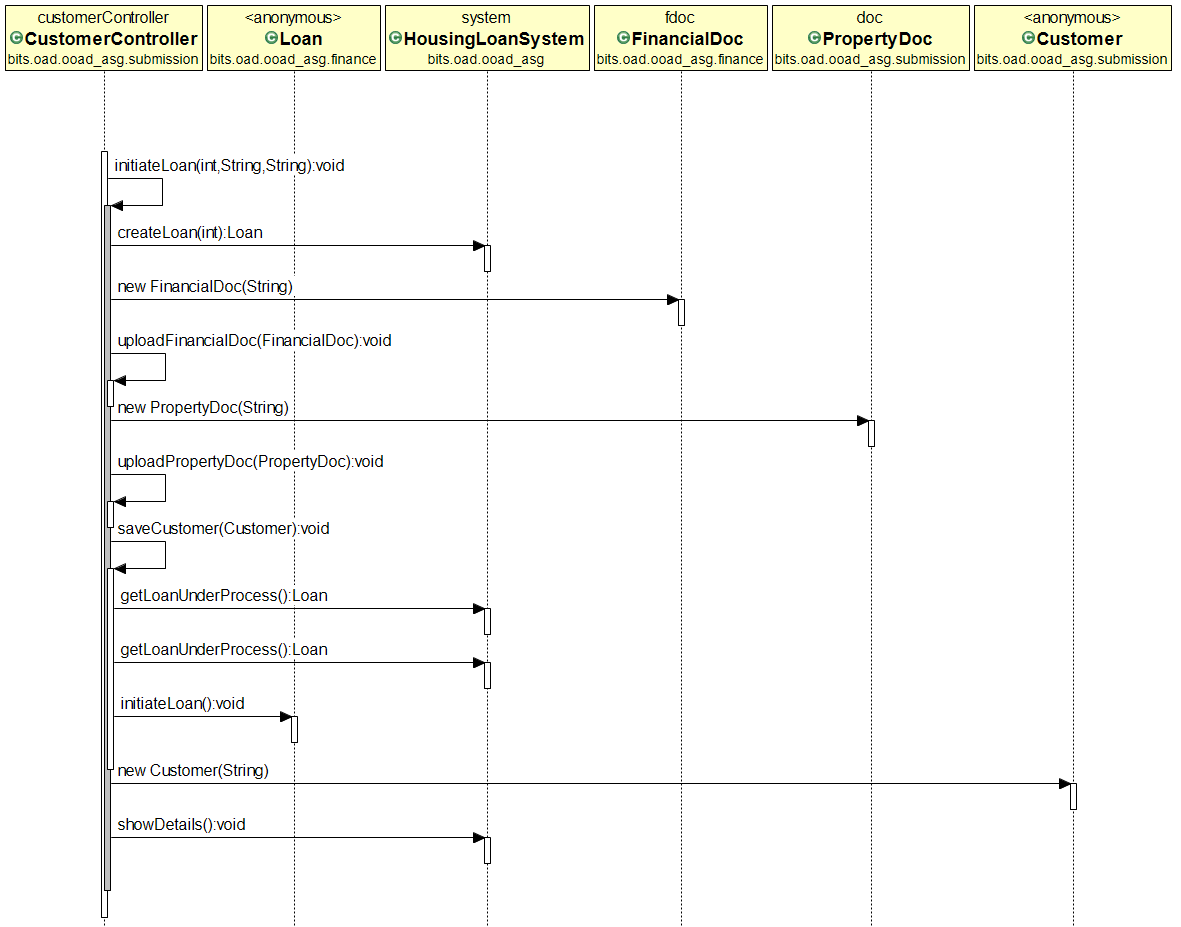 customerController
CustomerController
bits.oad.ooad_asg.submission
<anonymous>
Loan
bits.oad.ooad_asg.finance
system
HousingLoanSystem
bits.oad.ooad_asg
fdoc
FinancialDoc
bits.oad.ooad_asg.finance
doc
PropertyDoc
bits.oad.ooad_asg.submission
<anonymous>
Customer
bits.oad.ooad_asg.submission
initiateLoan(int,String,String):void
createLoan(int):Loan
new FinancialDoc(String)
uploadFinancialDoc(FinancialDoc):void
new PropertyDoc(String)
uploadPropertyDoc(PropertyDoc):void
saveCustomer(Customer):void
getLoanUnderProcess():Loan
getLoanUnderProcess():Loan
initiateLoan():void
new Customer(String)
showDetails():void